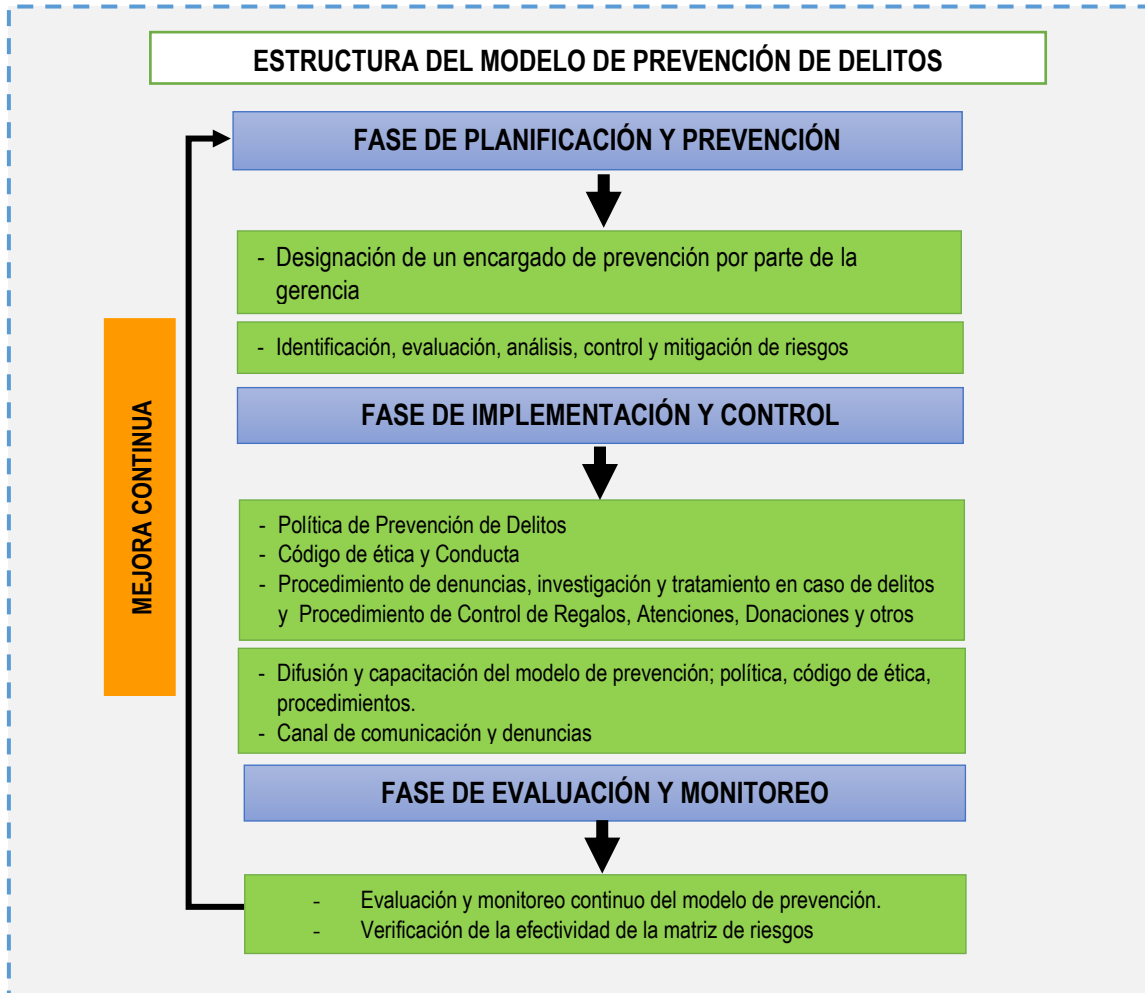 ESTRUCTURA DEL MODELO DE PREVENCIÓN DE DELITOS
FASE DE PLANIFICACIÓN Y PREVENCIÓN
- Designación de un encargado de prevención por parte de la
gerencia
- Identificación, evaluación, análisis, control y mitigación de riesgos
MEJORA CONTINUA
FASE DE IMPLEMENTACIÓN Y CONTROL
- Política de Prevención de Delitos
- Código de ética y Conducta
- Procedimiento de denuncias, investigación y tratamiento en caso de delitos
y Procedimiento de Control de Regalos, Atenciones, Donaciones y otros
- Difusión y capacitación del modelo de prevención; política, código de ética,
procedimientos.
- Canal de comunicación y denuncias
FASE DE EVALUACIÓN Y MONITOREO
- Evaluación y monitoreo continuo del modelo de prevención.
- Verificación de la efectividad de la matriz de riesgos